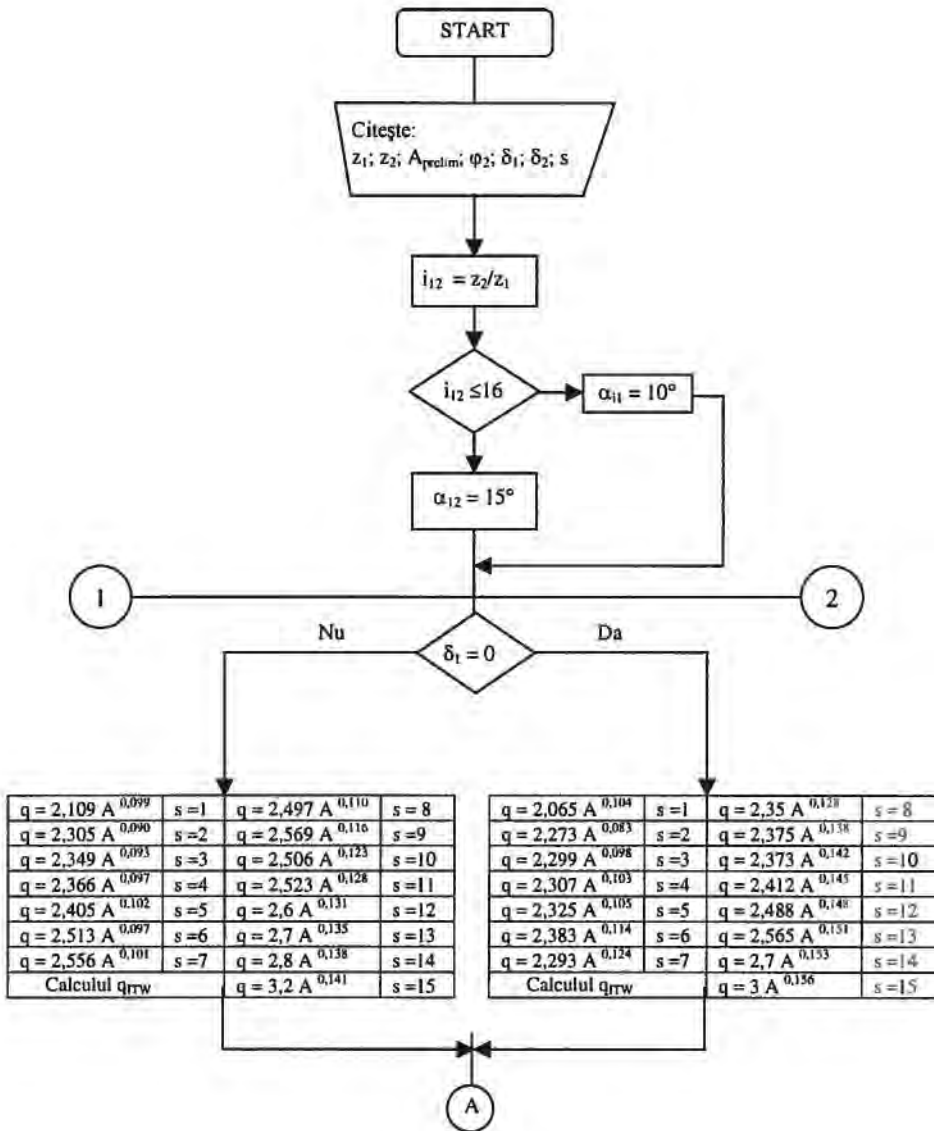 START
Citeşte:
z₁; z₂; Aprelim; φ₂; δ₁; δ₂; s
i₁₂ = z₂/z₁
i₁₂ ≤16
αi1 = 10°
α₁₂ = 15°
1
2
Nu
Da
δ₁ = 0
q = 2,109 A^0,099 s =1 q = 2,497 A^0,110 s = 8
q = 2,305 A^0,090 s =2 q = 2,569 A^0,116 s =9
q = 2,349 A^0,093 s =3 q = 2,506 A^0,123 s =10
q = 2,366 A^0,097 s =4 q = 2,523 A^0,128 s =11
q = 2,405 A^0,102 s =5 q = 2,6 A^0,131 s =12
q = 2,513 A^0,097 s =6 q = 2,7 A^0,135 s =13
q = 2,556 A^0,101 s =7 q = 2,8 A^0,138 s =14
Calculul qITW q = 3,2 A^0,141 s =15
q = 2,065 A^0,104 s =1 q = 2,35 A^0,128 s = 8
q = 2,273 A^0,083 s =2 q = 2,375 A^0,138 s =9
q = 2,299 A^0,098 s =3 q = 2,373 A^0,142 s =10
q = 2,307 A^0,103 s =4 q = 2,412 A^0,145 s =11
q = 2,325 A^0,105 s =5 q = 2,488 A^0,148 s =12
q = 2,383 A^0,114 s =6 q = 2,565 A^0,151 s =13
q = 2,293 A^0,124 s =7 q = 2,7 A^0,153 s =14
Calculul qITW q = 3 A^0,156 s =15
A